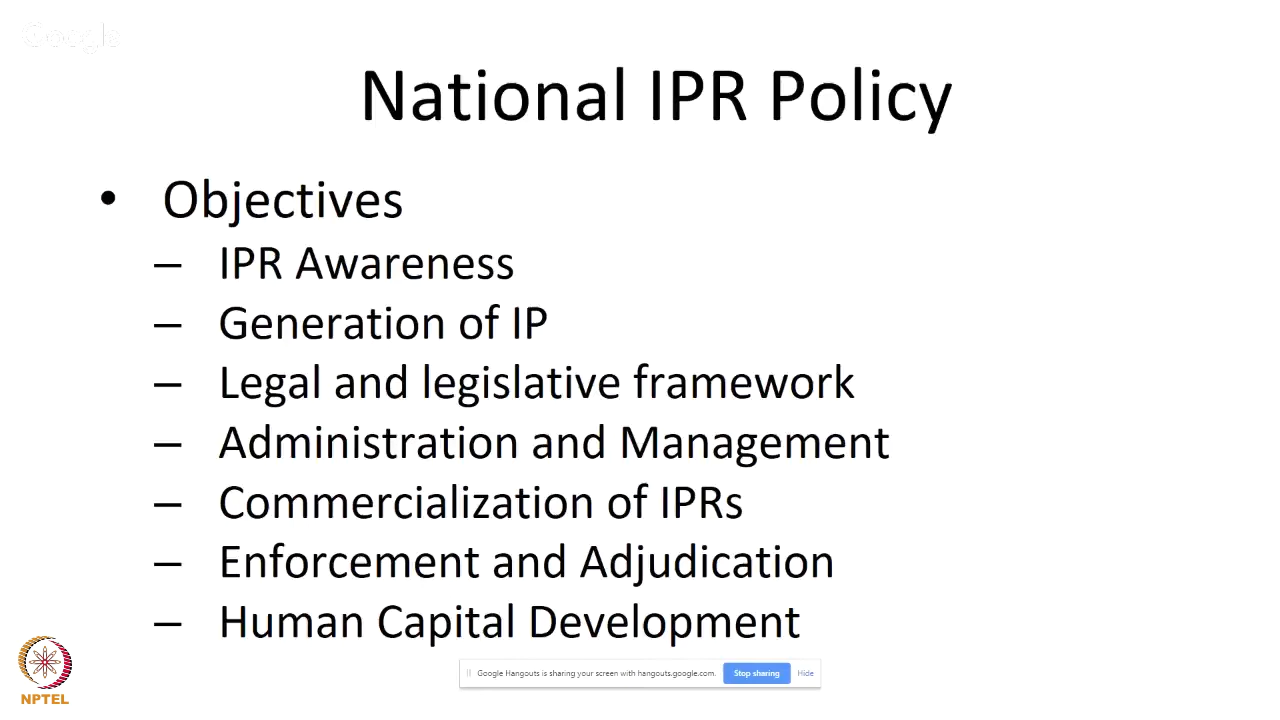 Google
National IPR Policy
• Objectives
– IPR Awareness
– Generation of IP
– Legal and legislative framework
– Administration and Management
– Commercialization of IPRs
– Enforcement and Adjudication
– Human Capital Development
Google Hangouts is sharing your screen with hangouts.google.com. Stop sharing Hide
NPTEL